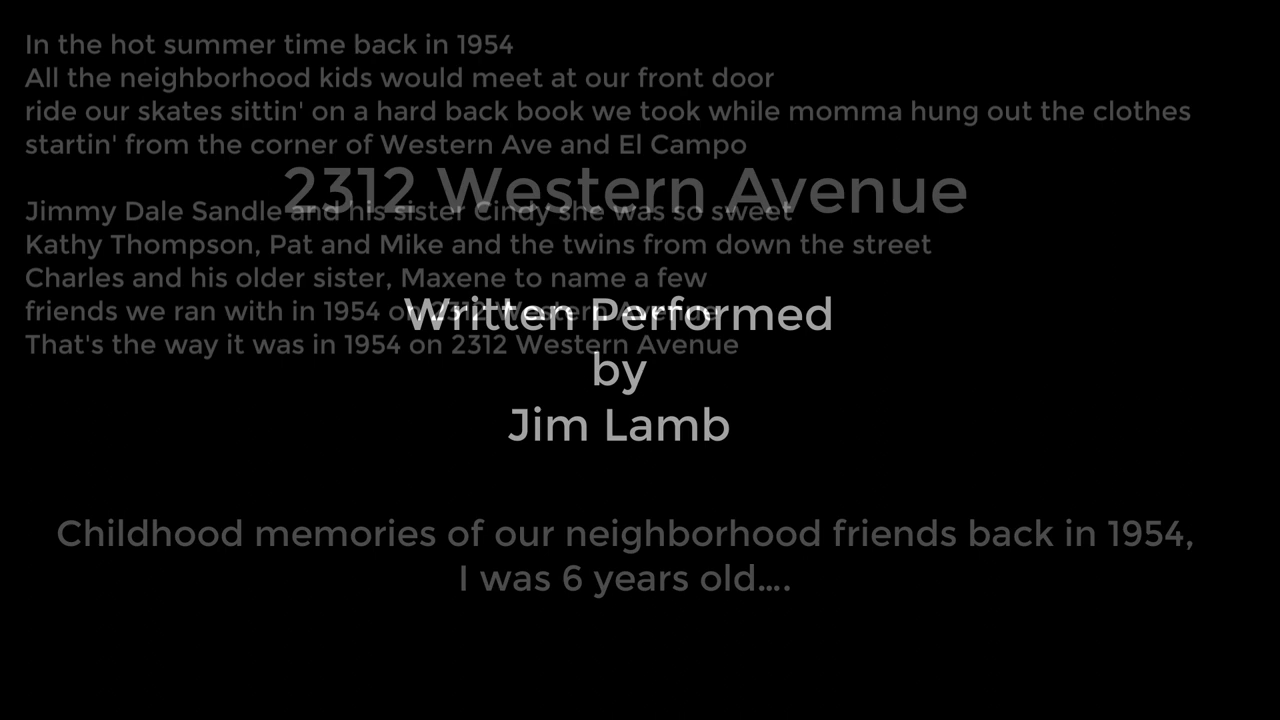 In the hot summer time back in 1954
All the neighborhood kids would meet at our front door
ride our skates sittin' on a hard back book we took while momma hung out the clothes
startin' from the corner of Western Ave and El Campo
2312 Western Avenue
Jimmy Dale Sandle and his sister Cindy she was so sweet
Kathy Thompson, Pat and Mike and the twins from down the street
Charles and his older sister, Maxene to name a few
friends we ran with in 1954 on 2312 Western Avenue
That's the way it was in 1954 on 2312 Western Avenue
Written Performed
by
Jim Lamb
Childhood memories of our neighborhood friends back in 1954,
I was 6 years old....